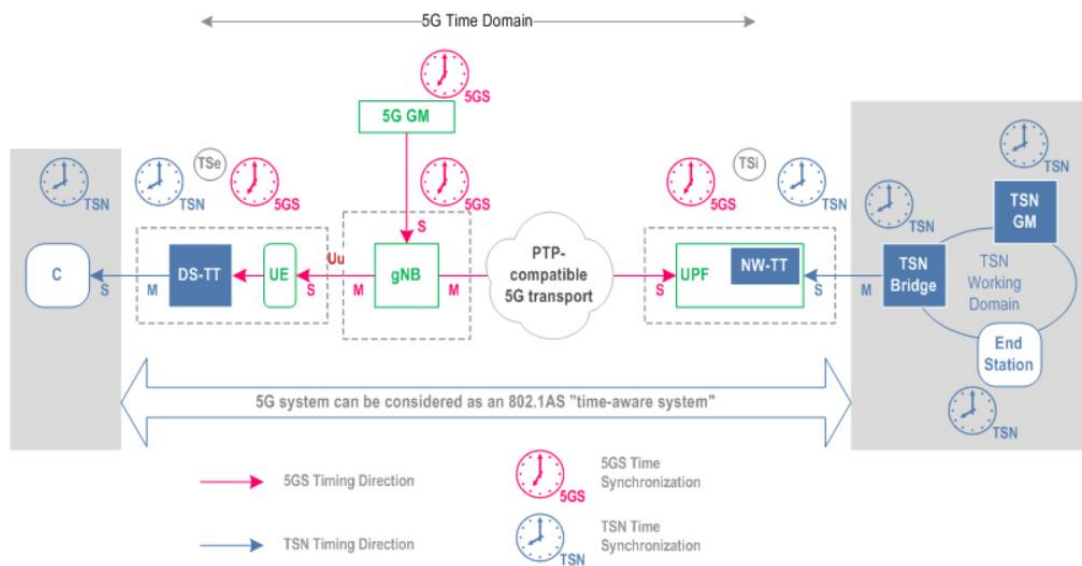 5G Time Domain
5GS
5G GM
TSN
TSN
TSe
5GS
5GS
5GS
TSi
TSN
TSN
TSN
C
S
M
DS-TT
UE
S
Uu
M
gNB
S
M
PTP-
compatible
5G transport
S
UPF
NW-TT
S
M
TSN
Bridge
TSN
GM
TSN
Working
Domain
End
Station
TSN
5G system can be considered as an 802.1AS "time-aware system"
5GS Timing Direction
5GS
5GS Time
Synchronization
TSN Timing Direction
TSN
TSN Time
Synchronization